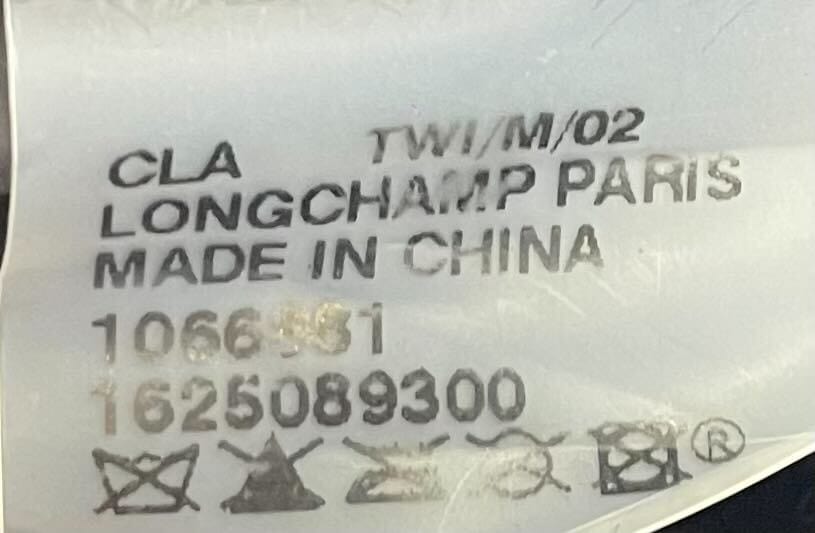 CLA TWI/M/02
LONGCHAMP PARIS
MADE IN CHINA
1625089300
®